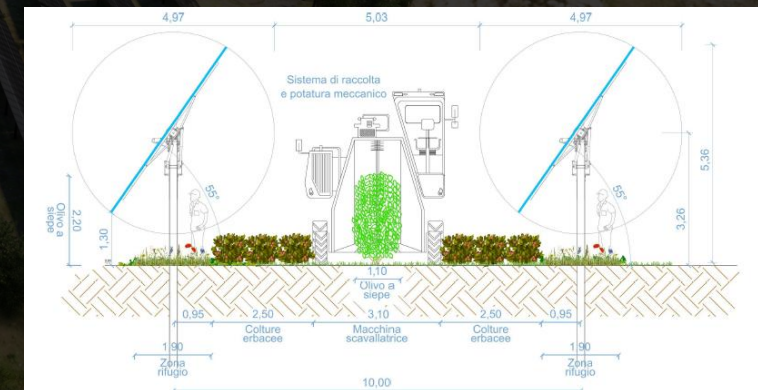 4,97
5,03
4,97
Sistema di raccolta
e potatura meccanico
5,36
55°
55°
2,20
Olivo a
siepe
1,30
3,26
1,10
Olivo a
siepe
0,95
2,50
3,10
2,50
0,95
Colture
erbacee
Macchina
scavallatrice
Colture
erbacee
1,90
Zona
rifugio
1,90
Zona
rifugio
10,00